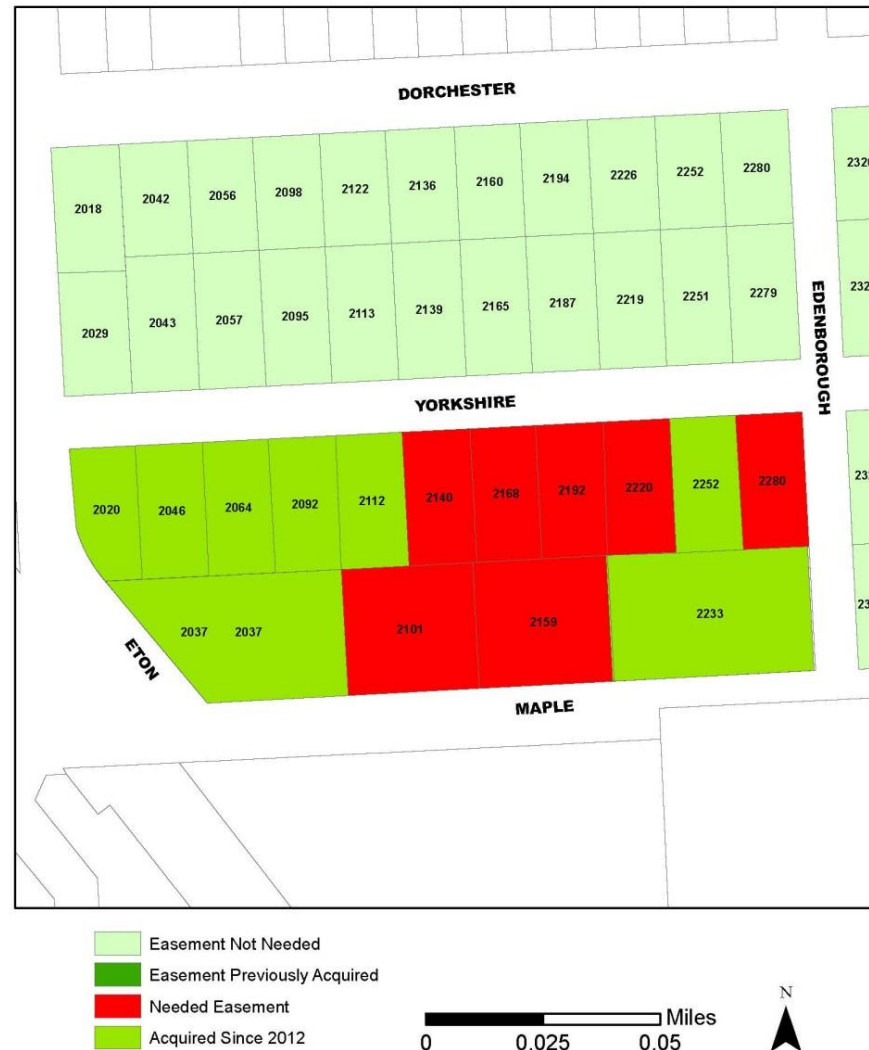 DORCHESTER
2018 2042 2056 2098 2122 2136 2160 2194 2226 2252 2280
2029 2043 2057 2095 2113 2139 2165 2187 2219 2251 2279
EDENBOROUGH
YORKSHIRE
2020 2046 2064 2092 2112 2140 2168 2192 2220 2252 2280
2037 2037 2101 2159 2233
ETON
MAPLE
Easement Not Needed
Easement Previously Acquired
Needed Easement
Acquired Since 2012
Miles
0 0.025 0.05
N